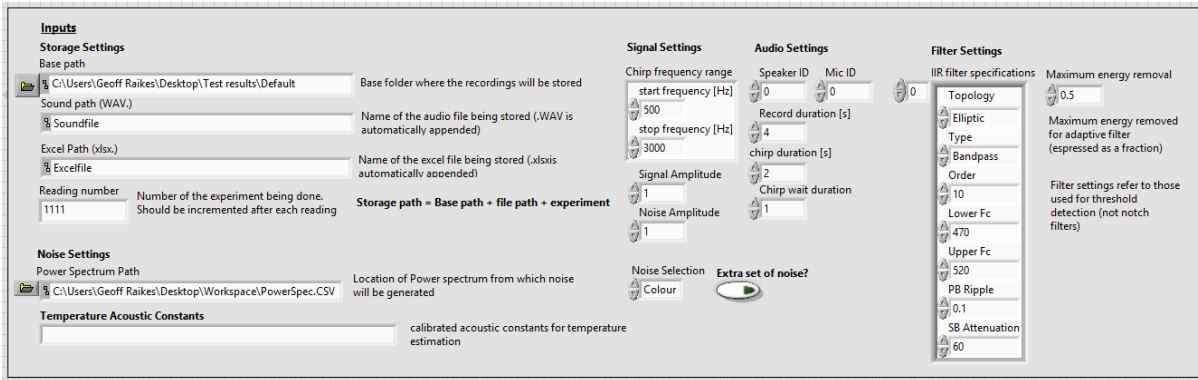 Inputs
Storage Settings
Base path
C:\Users\Geoff Raikes\Desktop\Test results\Default
Base folder where the recordings will be stored
Sound path (WAV.)
Soundfile
Name of the audio file being stored (.WAV is
automatically appended)
Excel Path (xlsx.)
Excelfile
Name of the excel file being stored (.xlsxis
automatically appended)
Reading number
1111
Number of the experiment being done.
Should be incremented after each reading
Storage path = Base path + file path + experiment
Noise Settings
Power Spectrum Path
C:\Users\Geoff Raikes\Desktop\Workspace\PowerSpec.CSV
Location of Power spectrum from which noise
will be generated
Temperature Acoustic Constants
calibrated acoustic constants for temperature
estimation
Signal Settings
Chirp frequency range
start frequency [Hz]
500
stop frequency [Hz]
3000
Signal Amplitude
1
Noise Amplitude
1
Noise Selection
Colour
Extra set of noise?
Audio Settings
Speaker ID
0
Mic ID
0
Record duration [s]
4
chirp duration [s]
2
Chirp wait duration
1
Filter Settings
0
IIR filter specifications
Topology
Elliptic
Type
Bandpass
Order
10
Lower Fc
470
Upper Fc
520
PB Ripple
0.1
SB Attenuation
60
Maximum energy removal
0.5
Maximum energy removed
for adaptive filter
(expressed as a fraction)
Filter settings refer to those
used for threshold
detection (not notch
filters)